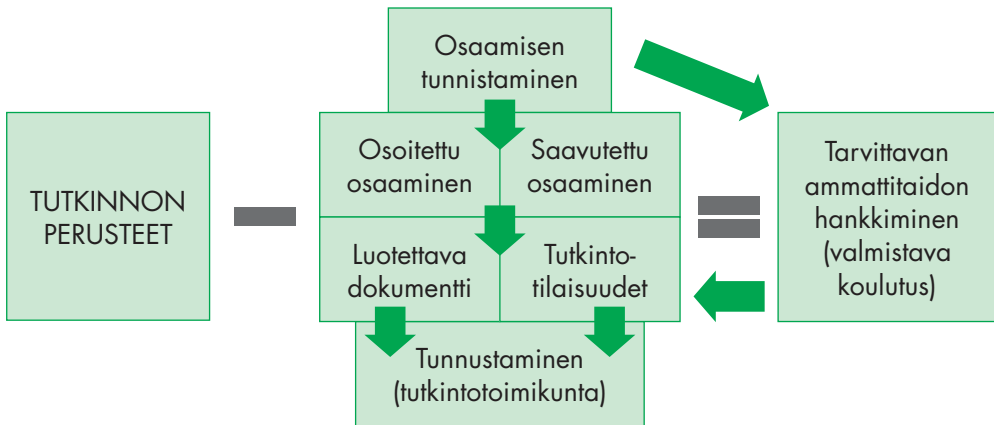 TUTKINNON
PERUSTEET
Osaamisen
tunnistaminen
Osoitettu
osaaminen
Saavutettu
osaaminen
Luotettava
dokumentti
Tutkinto-
tilaisuudet
Tunnustaminen
(tutkintotoimikunta)
Tarvittavan
ammattitaidon
hankkiminen
(valmistava
koulutus)